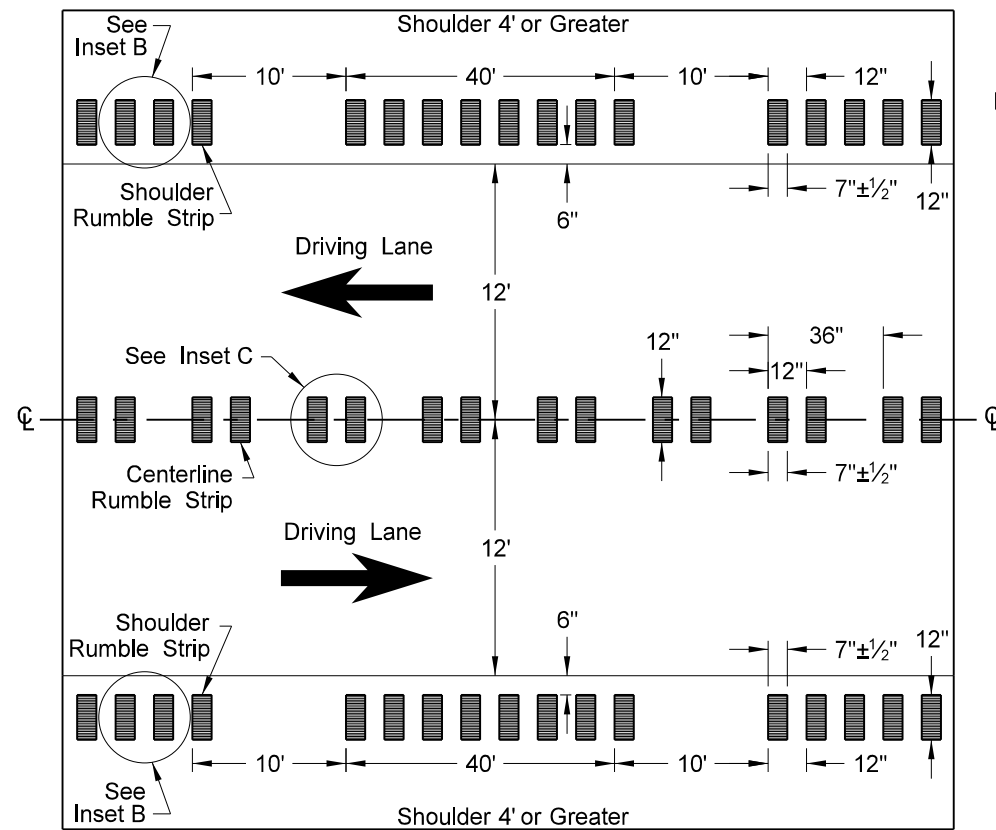 See
Inset B
Shoulder 4' or Greater
10'
40'
10'
12"
Shoulder
Rumble Strip
6"
7"±½"
12"
Driving Lane
12'
36"
See Inset C
12"
12"
℄
℄
Centerline
Rumble Strip
7"±½"
Driving Lane
12'
Shoulder
Rumble Strip
6"
7"±½"
12"
10'
40'
10'
12"
See
Inset B
Shoulder 4' or Greater